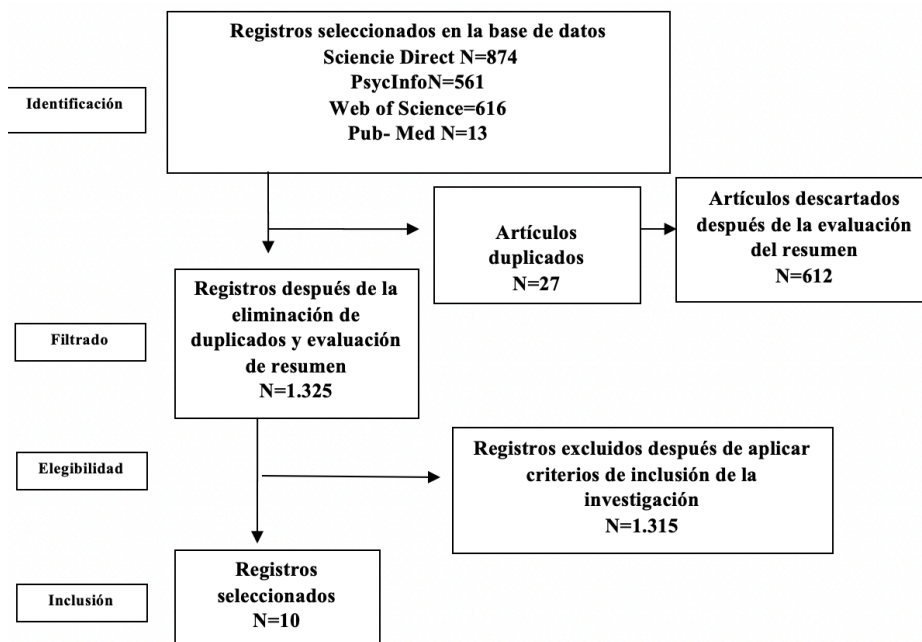 Registros seleccionados en la base de datos
Sciencie Direct N=874
PsycInfoN=561
Web of Science=616
Pub- Med N=13
Identificación
Artículos
duplicados
N=27
Artículos descartados
después de la evaluación
del resumen
N=612
Registros después de la
eliminación de
duplicados y evaluación
de resumen
N=1.325
Filtrado
Elegibilidad
Registros excluidos después de aplicar
criterios de inclusión de la
investigación
N=1.315
Registros
seleccionados
N=10
Inclusión